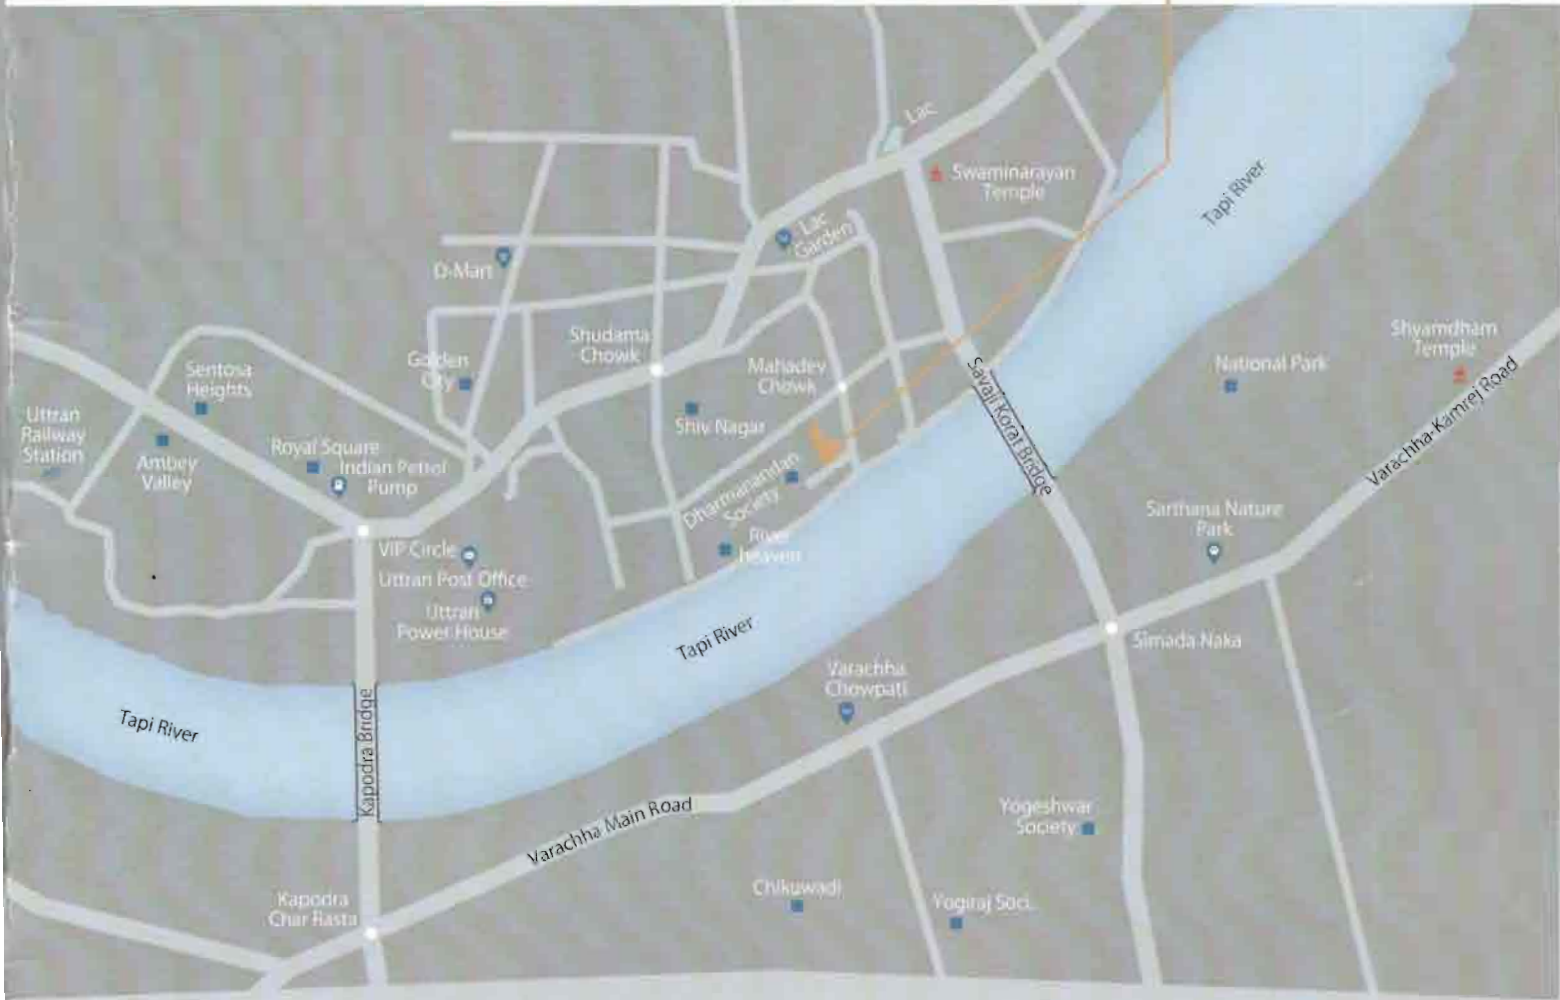 Lac
Swaminarayan
Temple
Tapi River
Lac
Garden
D-Mart
Shudama
Chowk
Mahadev
Chowk
Shyamdham
Temple
National Park
Golden
City
Sentosa
Heights
Uttran
Railway
Station
Ambey
Valley
Royal Square
Indian Petrol
Pump
Shiv Nagar
Savaji Korat Bridge
Varachha-Kamrej Road
Dharmanandan
Society
River
heaven
Sarthana Nature
Park
VIP Circle
Uttran Post Office
Uttran
Power House
Tapi River
Simada Naka
Varachha
Chowpati
Tapi River
Kapodra Bridge
Varachha Main Road
Yogeshwar
Society
Chikuwadi
Yogiraj Soci.
Kapodra
Char Rasta